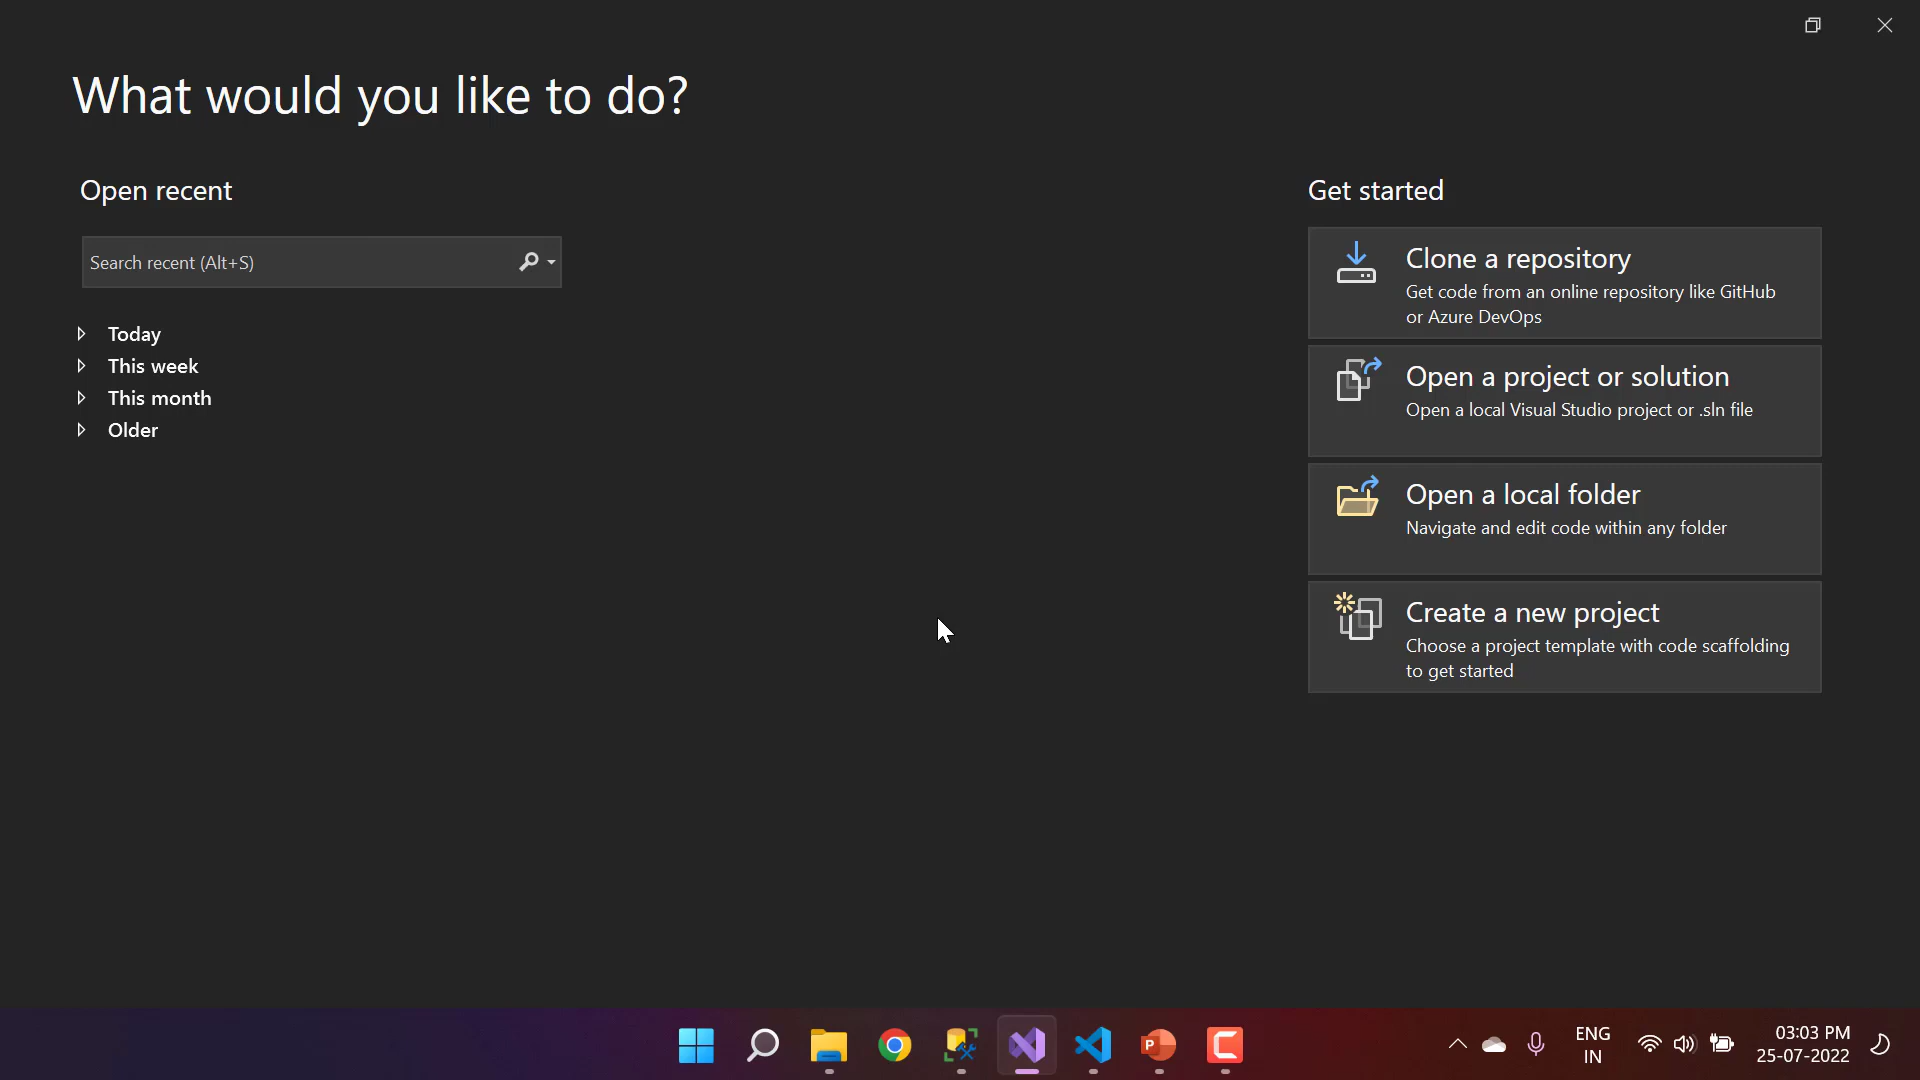 What would you like to do?
Open recent
Search recent (Alt+S)
Today
This week
This month
Older
Get started
Clone a repository
Get code from an online repository like GitHub
or Azure DevOps
Open a project or solution
Open a local Visual Studio project or .sln file
Open a local folder
Navigate and edit code within any folder
Create a new project
Choose a project template with code scaffolding
to get started
P
ENG
IN
03:03 PM
25-07-2022